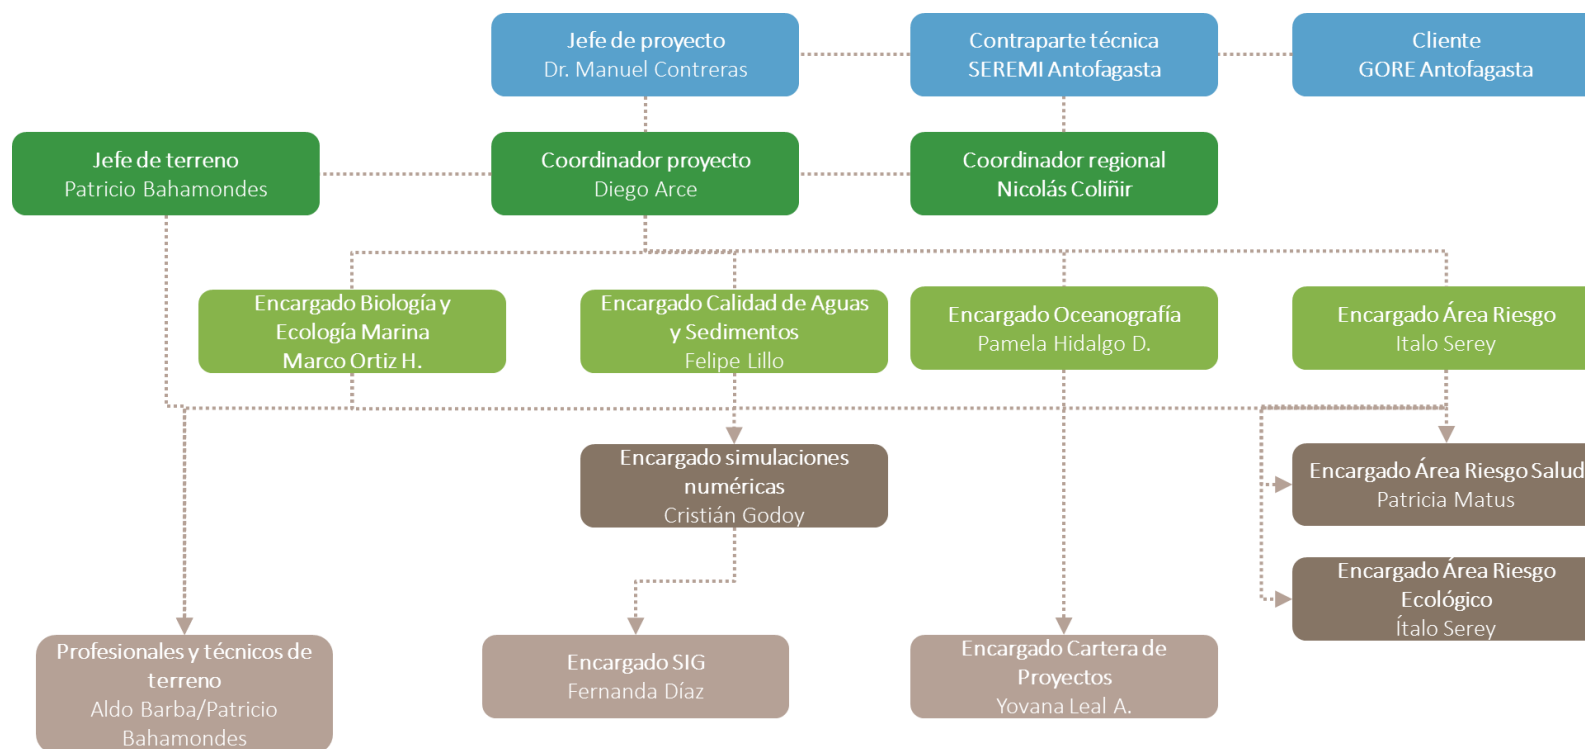 Jefe de proyecto
Dr. Manuel Contreras
Contraparte técnica
SEREMI Antofagasta
Cliente
GORE Antofagasta
Jefe de terreno
Patricio Bahamondes
Coordinador proyecto
Diego Arce
Coordinador regional
Nicolás Coliñir
Encargado Biología y
Ecología Marina
Marco Ortiz H.
Encargado Calidad de Aguas
y Sedimentos
Felipe Lillo
Encargado Oceanografía
Pamela Hidalgo D.
Encargado Área Riesgo
Italo Serey
Encargado simulaciones
numéricas
Cristián Godoy
Encargado Área Riesgo Salud
Patricia Matus
Encargado Área Riesgo
Ecológico
Ítalo Serey
Profesionales y técnicos de
terreno
Aldo Barba/Patricio
Bahamondes
Encargado SIG
Fernanda Díaz
Encargado Cartera de
Proyectos
Yovana Leal A.